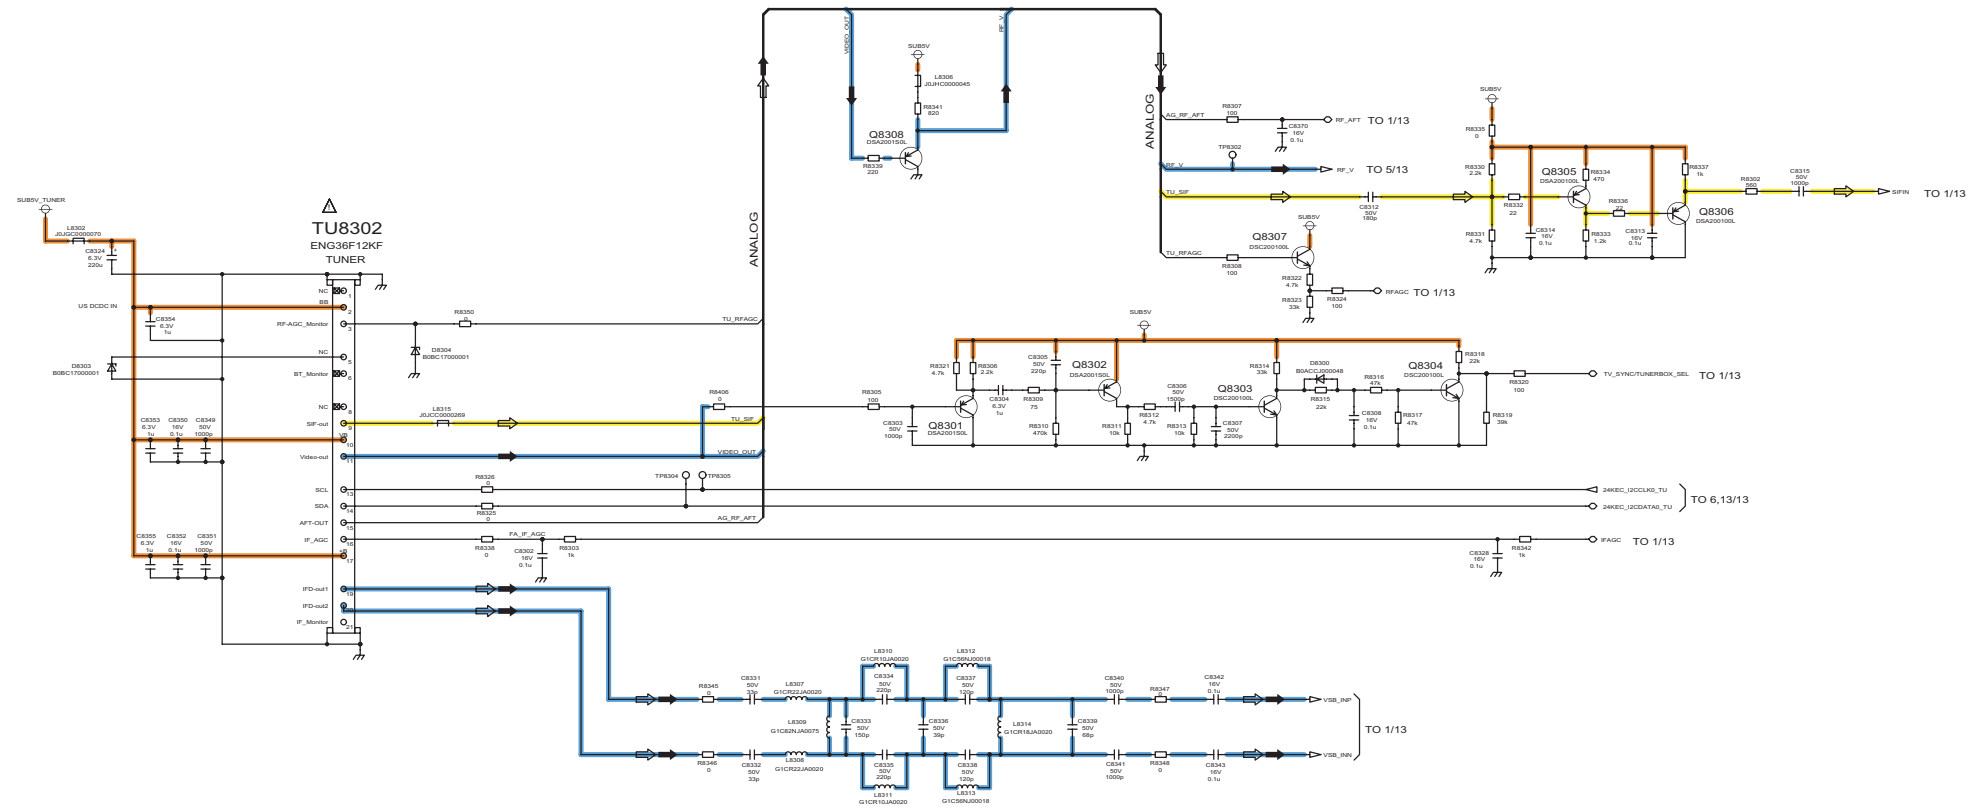 VIDEO_OUT
RF_V
SUB5V
L8306
J0JHC0000045
R8341
820
Q8308
DSA2001S0L
R8339
220
ANALOG
ANALOG
AG_RF_AFT
R8307
100
C8370
16V
0.1u
RF_AFT TO 1/13
TP8302
RF_V
RF_V TO 5/13
TU_SIF
C8312
50V
180p
SUB5V
R8335
0
R8330
2.2k
R8331
4.7k
R8332
22
C8314
16V
0.1u
Q8305
DSA200100L
R8334
470
R8333
1.2k
R8336
22
C8313
16V
0.1u
R8337
1k
Q8306
DSA200100L
R8302
560
C8315
50V
1000p
SIFIN TO 1/13
SUB5V
Q8307
DSC200100L
TU_RFAGC
R8308
100
R8322
4.7k
R8323
33k
R8324
100
RFAGC TO 1/13
SUB5V_TUNER
L8302
J0JGC0000070
C8324
6.3V
220u
+
TU8302
ENG36F12KF
TUNER
US DCDC IN
C8354
6.3V
1u
D8303
B0BC17000001
C8353
6.3V
1u
C8350
16V
0.1u
C8349
50V
1000p
C8355
6.3V
1u
C8352
16V
0.1u
C8351
50V
1000p
NC
1
BB
2
RF-AGC_Monitor
3
NC
5
BT_Monitor
6
NC
8
SIF-out
9
VB
10
Video-out
11
SCL
13
SDA
14
AFT-OUT
15
IF_AGC
16
+B
17
IFD-out1
19
IFD-out2
IF_Monitor
21
D8304
B0BC17000001
R8350
0
TU_RFAGC
L8315
J0JCC0000269
TU_SIF
R8406
0
VIDEO_OUT
R8305
100
C8303
50V
1000p
Q8301
DSA2001S0L
R8321
4.7k
R8306
2.2k
C8304
6.3V
1u
R8309
75
C8305
50V
220p
R8310
470k
Q8302
DSA2001S0L
R8311
10k
R8312
4.7k
C8306
50V
1500p
R8313
10k
C8307
50V
2200p
SUB5V
Q8303
DSC200100L
R8314
33k
D8300
B0ACCJ000048
R8315
22k
C8308
16V
0.1u
R8316
47k
R8317
47k
Q8304
DSC200100L
R8318
22k
R8320
100
R8319
39k
TV_SYNC/TUNERBOX_SEL TO 1/13
R8326
0
R8325
0
TP8304
TP8305
24KEC_I2CCLK0_TU
24KEC_I2CDATA0_TU
TO 6,13/13
AG_RF_AFT
R8338
0
FA_IF_AGC
C8302
16V
0.1u
R8303
1k
C8328
16V
0.1u
R8342
1k
IFAGC TO 1/13
R8345
0
C8331
50V
33p
L8307
G1CR22JA0020
L8310
G1CR10JA0020
C8334
50V
220p
L8312
G1C56NJ00018
C8337
50V
120p
C8340
50V
1000p
R8347
0
C8342
16V
0.1u
VSB_INP
L8309
G1C82NJA0075
C8333
50V
150p
C8336
50V
39p
L8314
G1CR18JA0020
C8339
50V
68p
TO 1/13
R8346
0
C8332
50V
33p
L8308
G1CR22JA0020
C8335
50V
220p
L8311
G1CR10JA0020
C8338
50V
120p
L8313
G1C56NJ00018
C8341
50V
1000p
R8348
0
C8343
16V
0.1u
VSB_INN